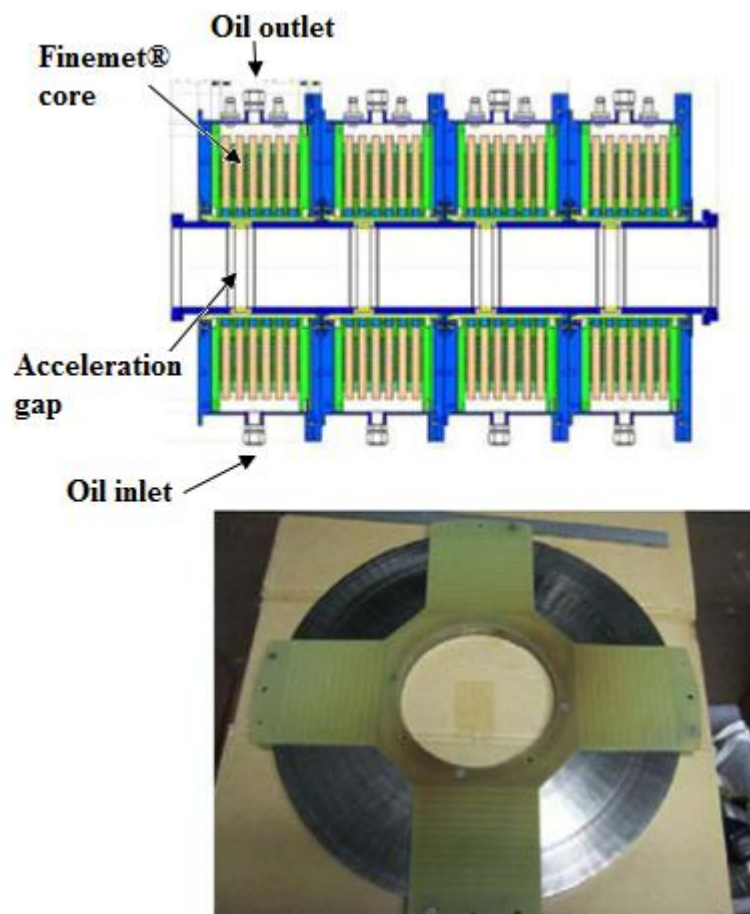 Oil outlet
Finemet®
core
Acceleration
gap
Oil inlet